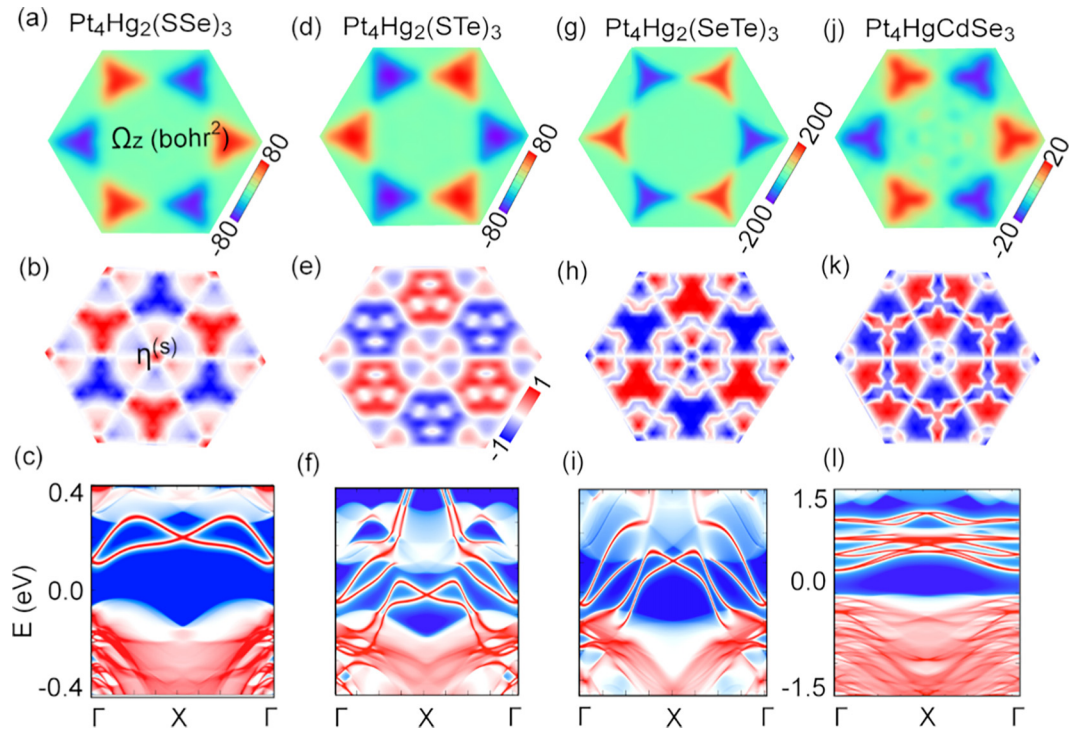 (a) Pt₄Hg₂(SSe)₃
(d) Pt₄Hg₂(STe)₃
(g) Pt₄Hg₂(SeTe)₃
(j) Pt₄HgCdSe₃
Ωz (bohr²)
-80 80
-80 80
-200 200
-20 20
(b)
(e)
(h)
(k)
η⁽ˢ⁾
-1 1
(c)
(f)
(i)
(l)
E (eV)
0.4
0.0
-0.4
1.5
0.0
-1.5
Γ X Γ
Γ X Γ
Γ X Γ
Γ X Γ